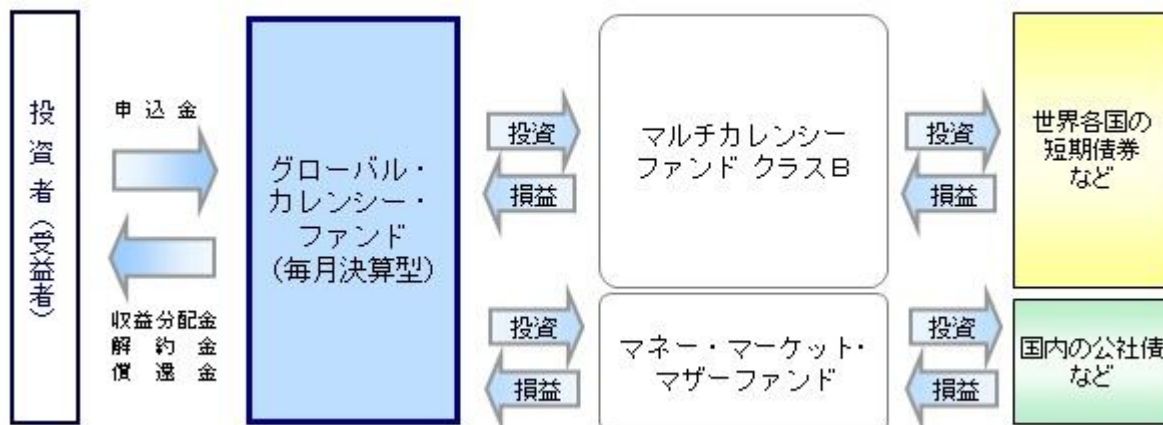 投資者（受益者）
申込金
収益分配金
解約金
償還金
グローバル・
カレンシー・
ファンド
（毎月決算型）
投資
損益
マルチカレンシー
ファンド クラスB
投資
損益
世界各国の
短期債券
など
投資
損益
マネー・マーケット・
マザーファンド
投資
損益
国内の公社債
など